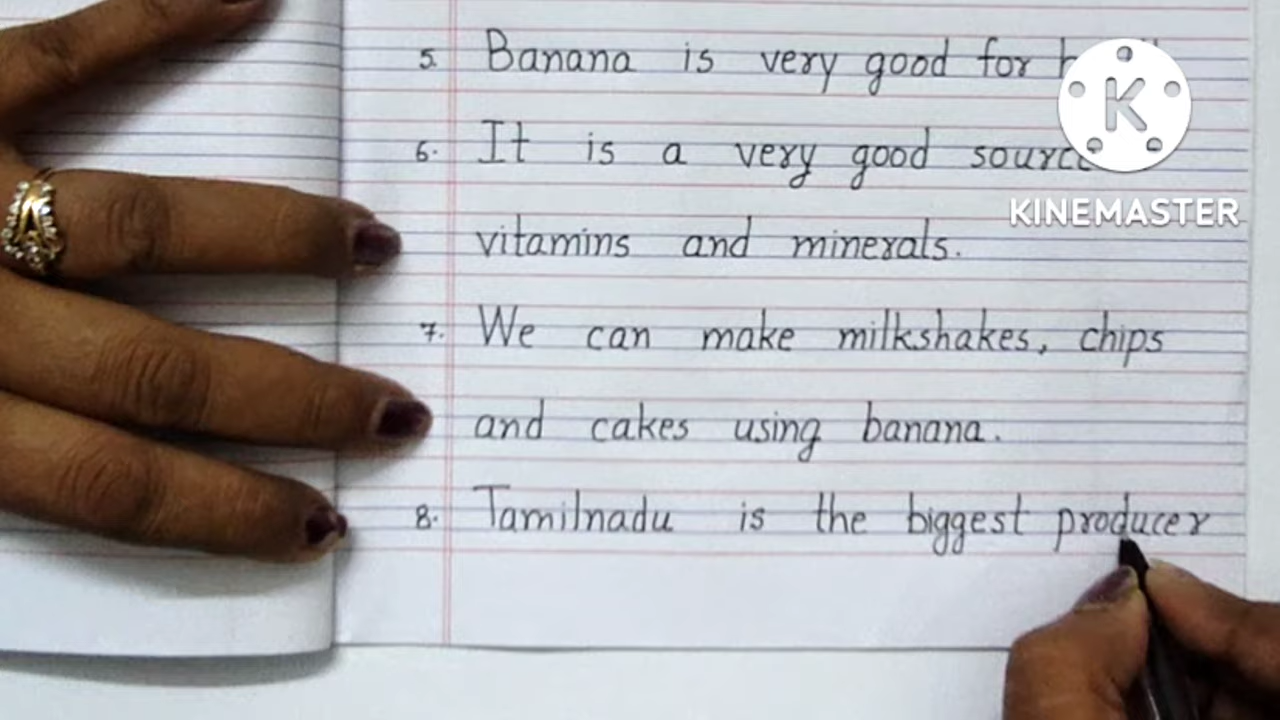 5. Banana is very good for
6. It is a very good source
vitamins and minerals.
7. We can make milkshakes, chips
and cakes using banana.
8. Tamilnadu is the biggest producer
K
KINEMASTER